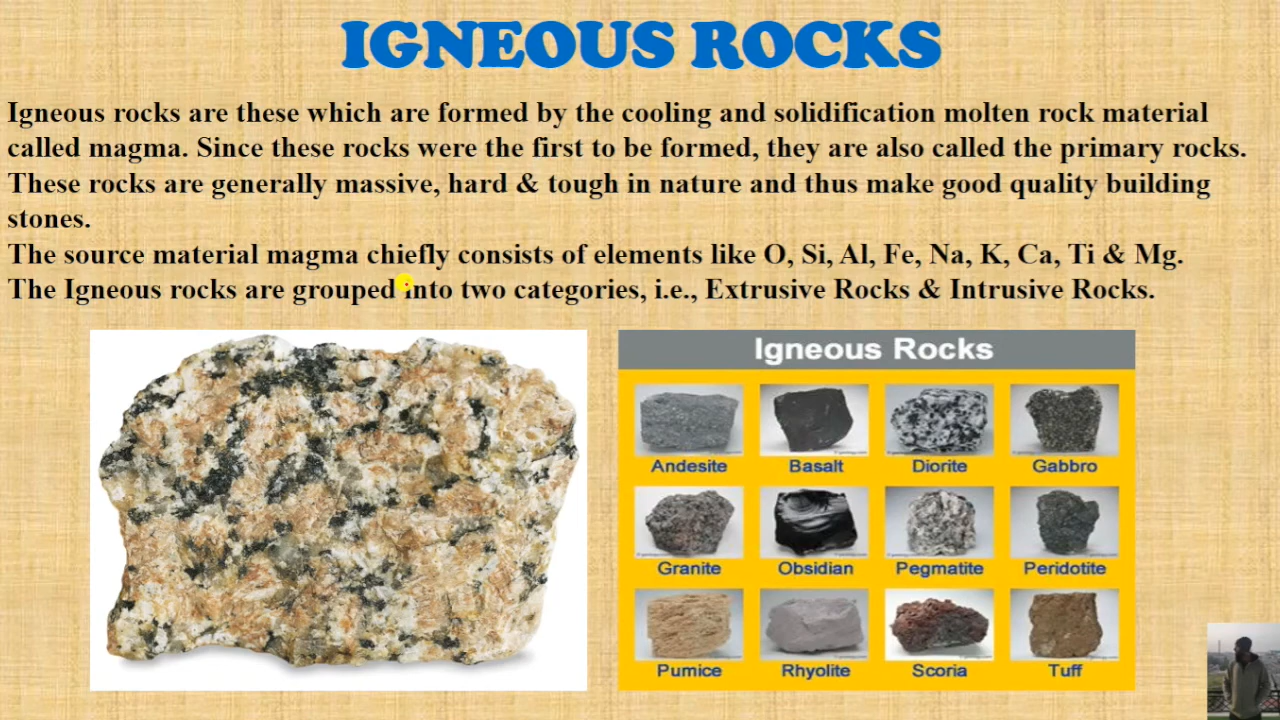 IGNEOUS ROCKS
Igneous rocks are these which are formed by the cooling and solidification molten rock material
called magma. Since these rocks were the first to be formed, they are also called the primary rocks.
These rocks are generally massive, hard & tough in nature and thus make good quality building
stones.
The source material magma chiefly consists of elements like O, Si, Al, Fe, Na, K, Ca, Ti & Mg.
The Igneous rocks are grouped into two categories, i.e., Extrusive Rocks & Intrusive Rocks.
Igneous Rocks
Andesite Basalt Diorite Gabbro
Granite Obsidian Pegmatite Peridotite
Pumice Rhyolite Scoria Tuff